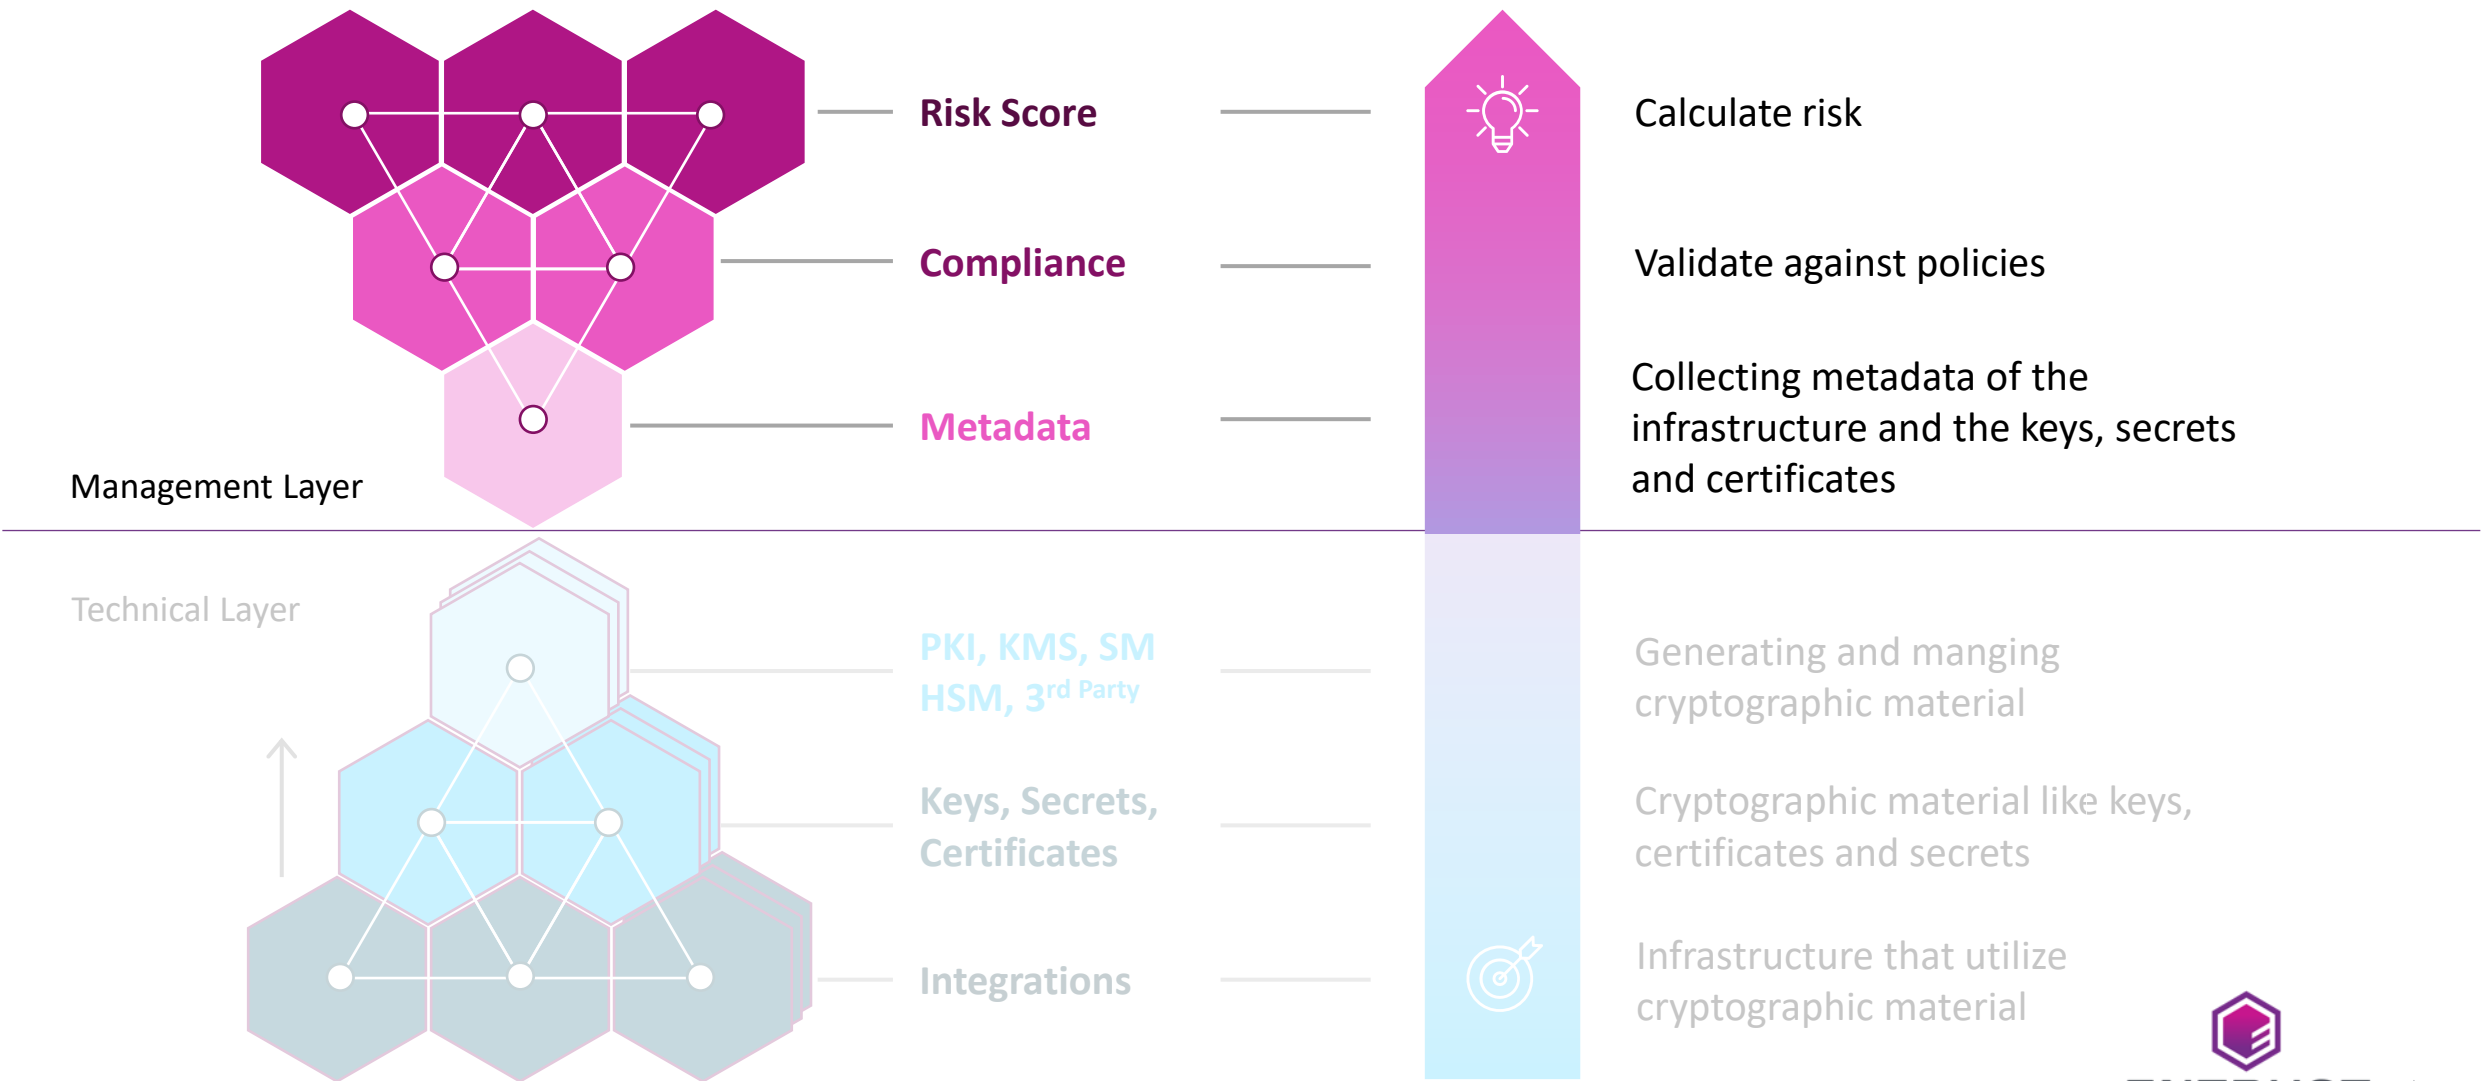 Risk Score
Calculate risk
Compliance
Validate against policies
Metadata
Collecting metadata of the
infrastructure and the keys, secrets
and certificates
Management Layer
Technical Layer
PKI, KMS, SM
HSM, 3rd Party
Generating and manging
cryptographic material
Keys, Secrets,
Certificates
Cryptographic material like keys,
certificates and secrets
Integrations
Infrastructure that utilize
cryptographic material